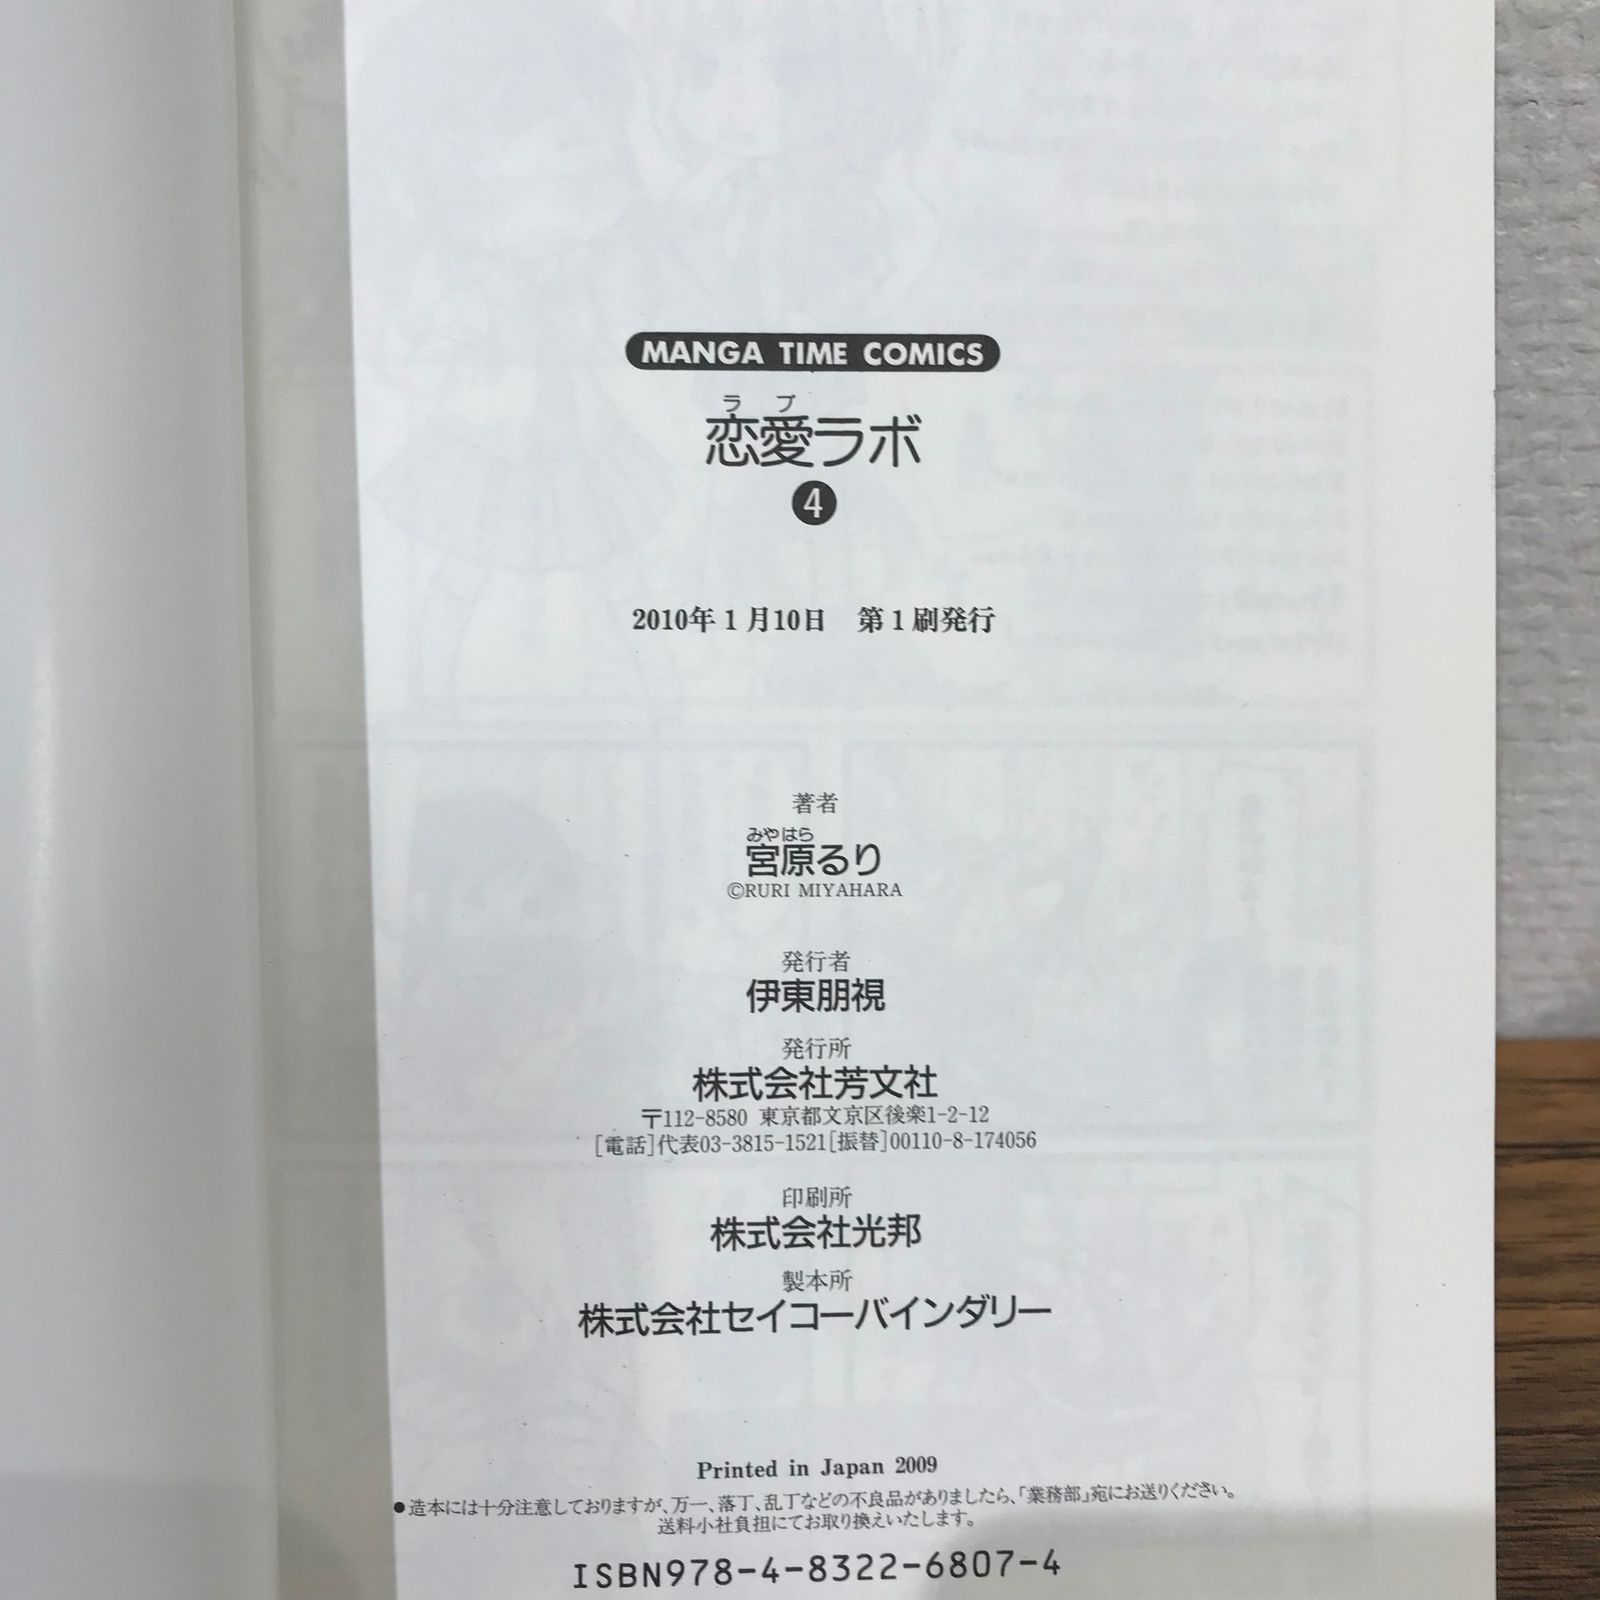 MANGA TIME COMICS
ラブ
恋愛ラボ
4
2010年1月10日 第1刷発行
著者
みやはら
宮原るり
©RURI MIYAHARA
発行者
伊東朋視
発行所
株式会社芳文社
〒112-8580 東京都文京区後楽1-2-12
[電話]代表03-3815-1521[振替]00110-8-174056
印刷所
株式会社光邦
製本所
株式会社セイコーバインダリー
Printed in Japan 2009
●造本には十分注意しておりますが、万一、落丁、乱丁などの不良品がありましたら、「業務部」宛にお送りください。
送料小社負担にてお取り換えいたします。
ISBN978-4-8322-6807-4